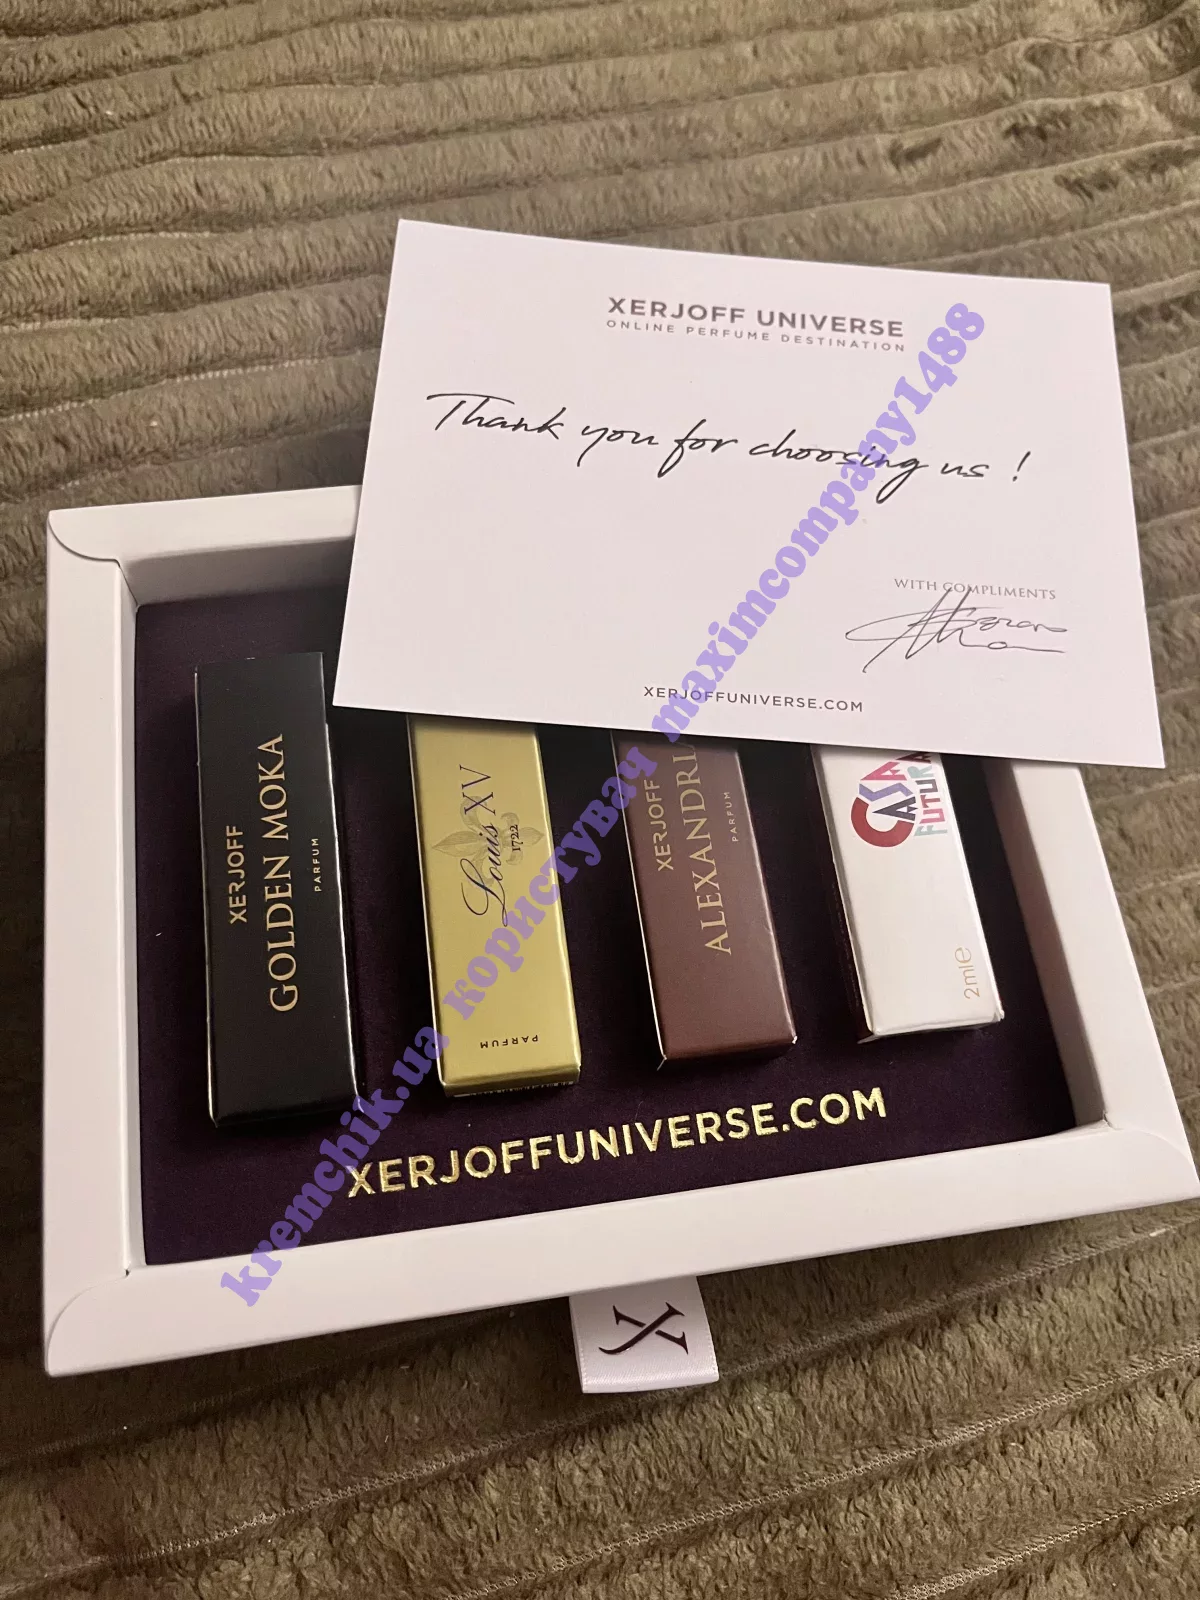 XERJOFF UNIVERSE
ONLINE PERFUME DESTINATION
Thank you for choosing us !
WITH COMPLIMENTS
XERJOFFUNIVERSE.COM
XERJOFF
GOLDEN MOKA
PARFUM
Louis XV
1722
PARFUM
XERJOFF
ALEXANDRIA
PARFUM
CASA
FUTURA
2ml℮
XERJOFFUNIVERSE.COM
X
kremchik.ua користувач maximcompany1488